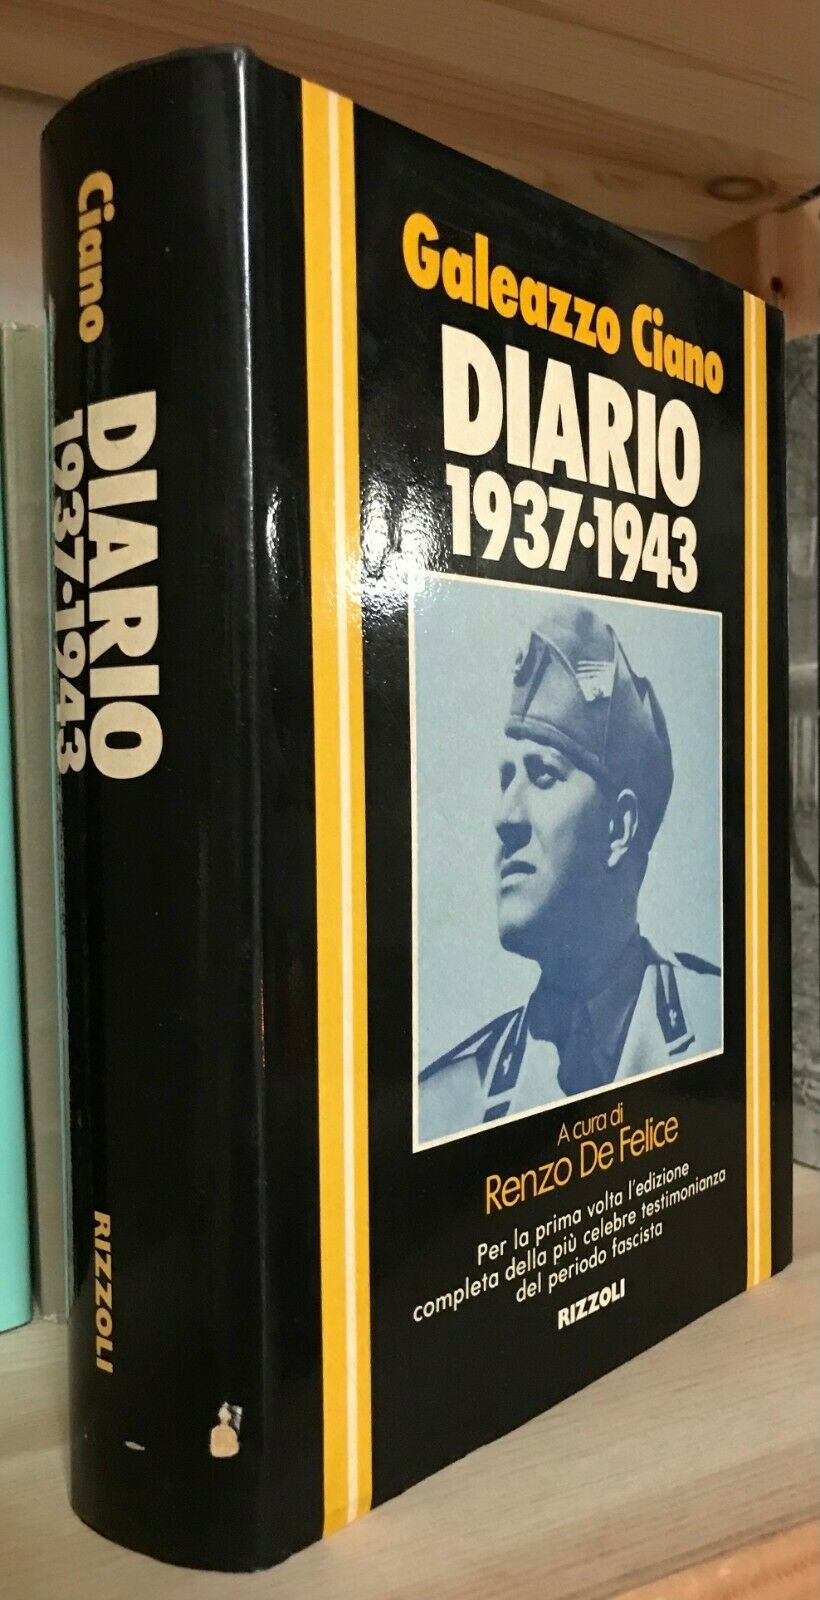 Ciano
DIARIO
1937·1943
RIZZOLI
Galeazzo Ciano
DIARIO
1937·1943
A cura di
Renzo De Felice
Per la prima volta l'edizione
completa della più celebre testimonianza
del periodo fascista
RIZZOLI